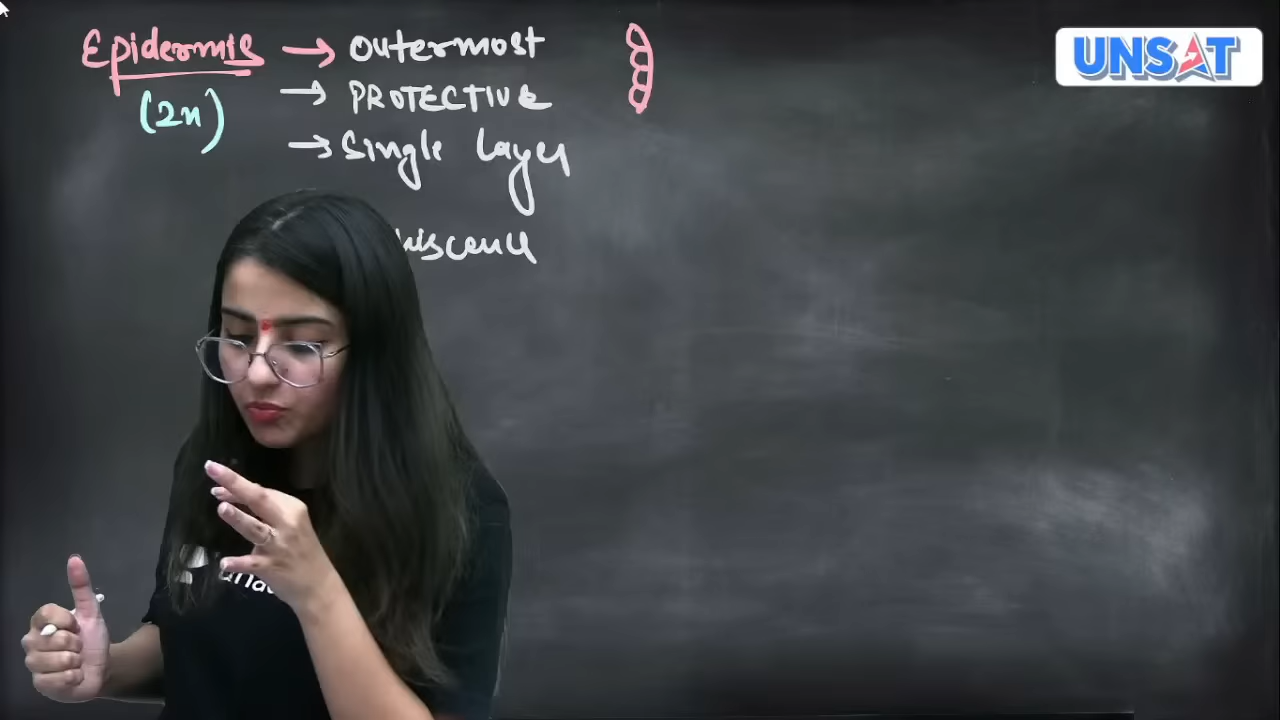 Epidermis → Outermost
(2n) → PROTECTIVE
→ Single Layer
UNSAT